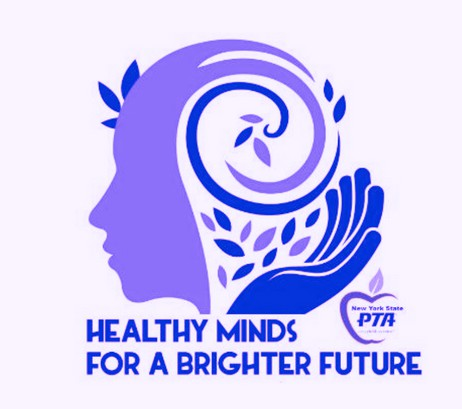 New York State
PTA
HEALTHY MINDS
FOR A BRIGHTER FUTURE